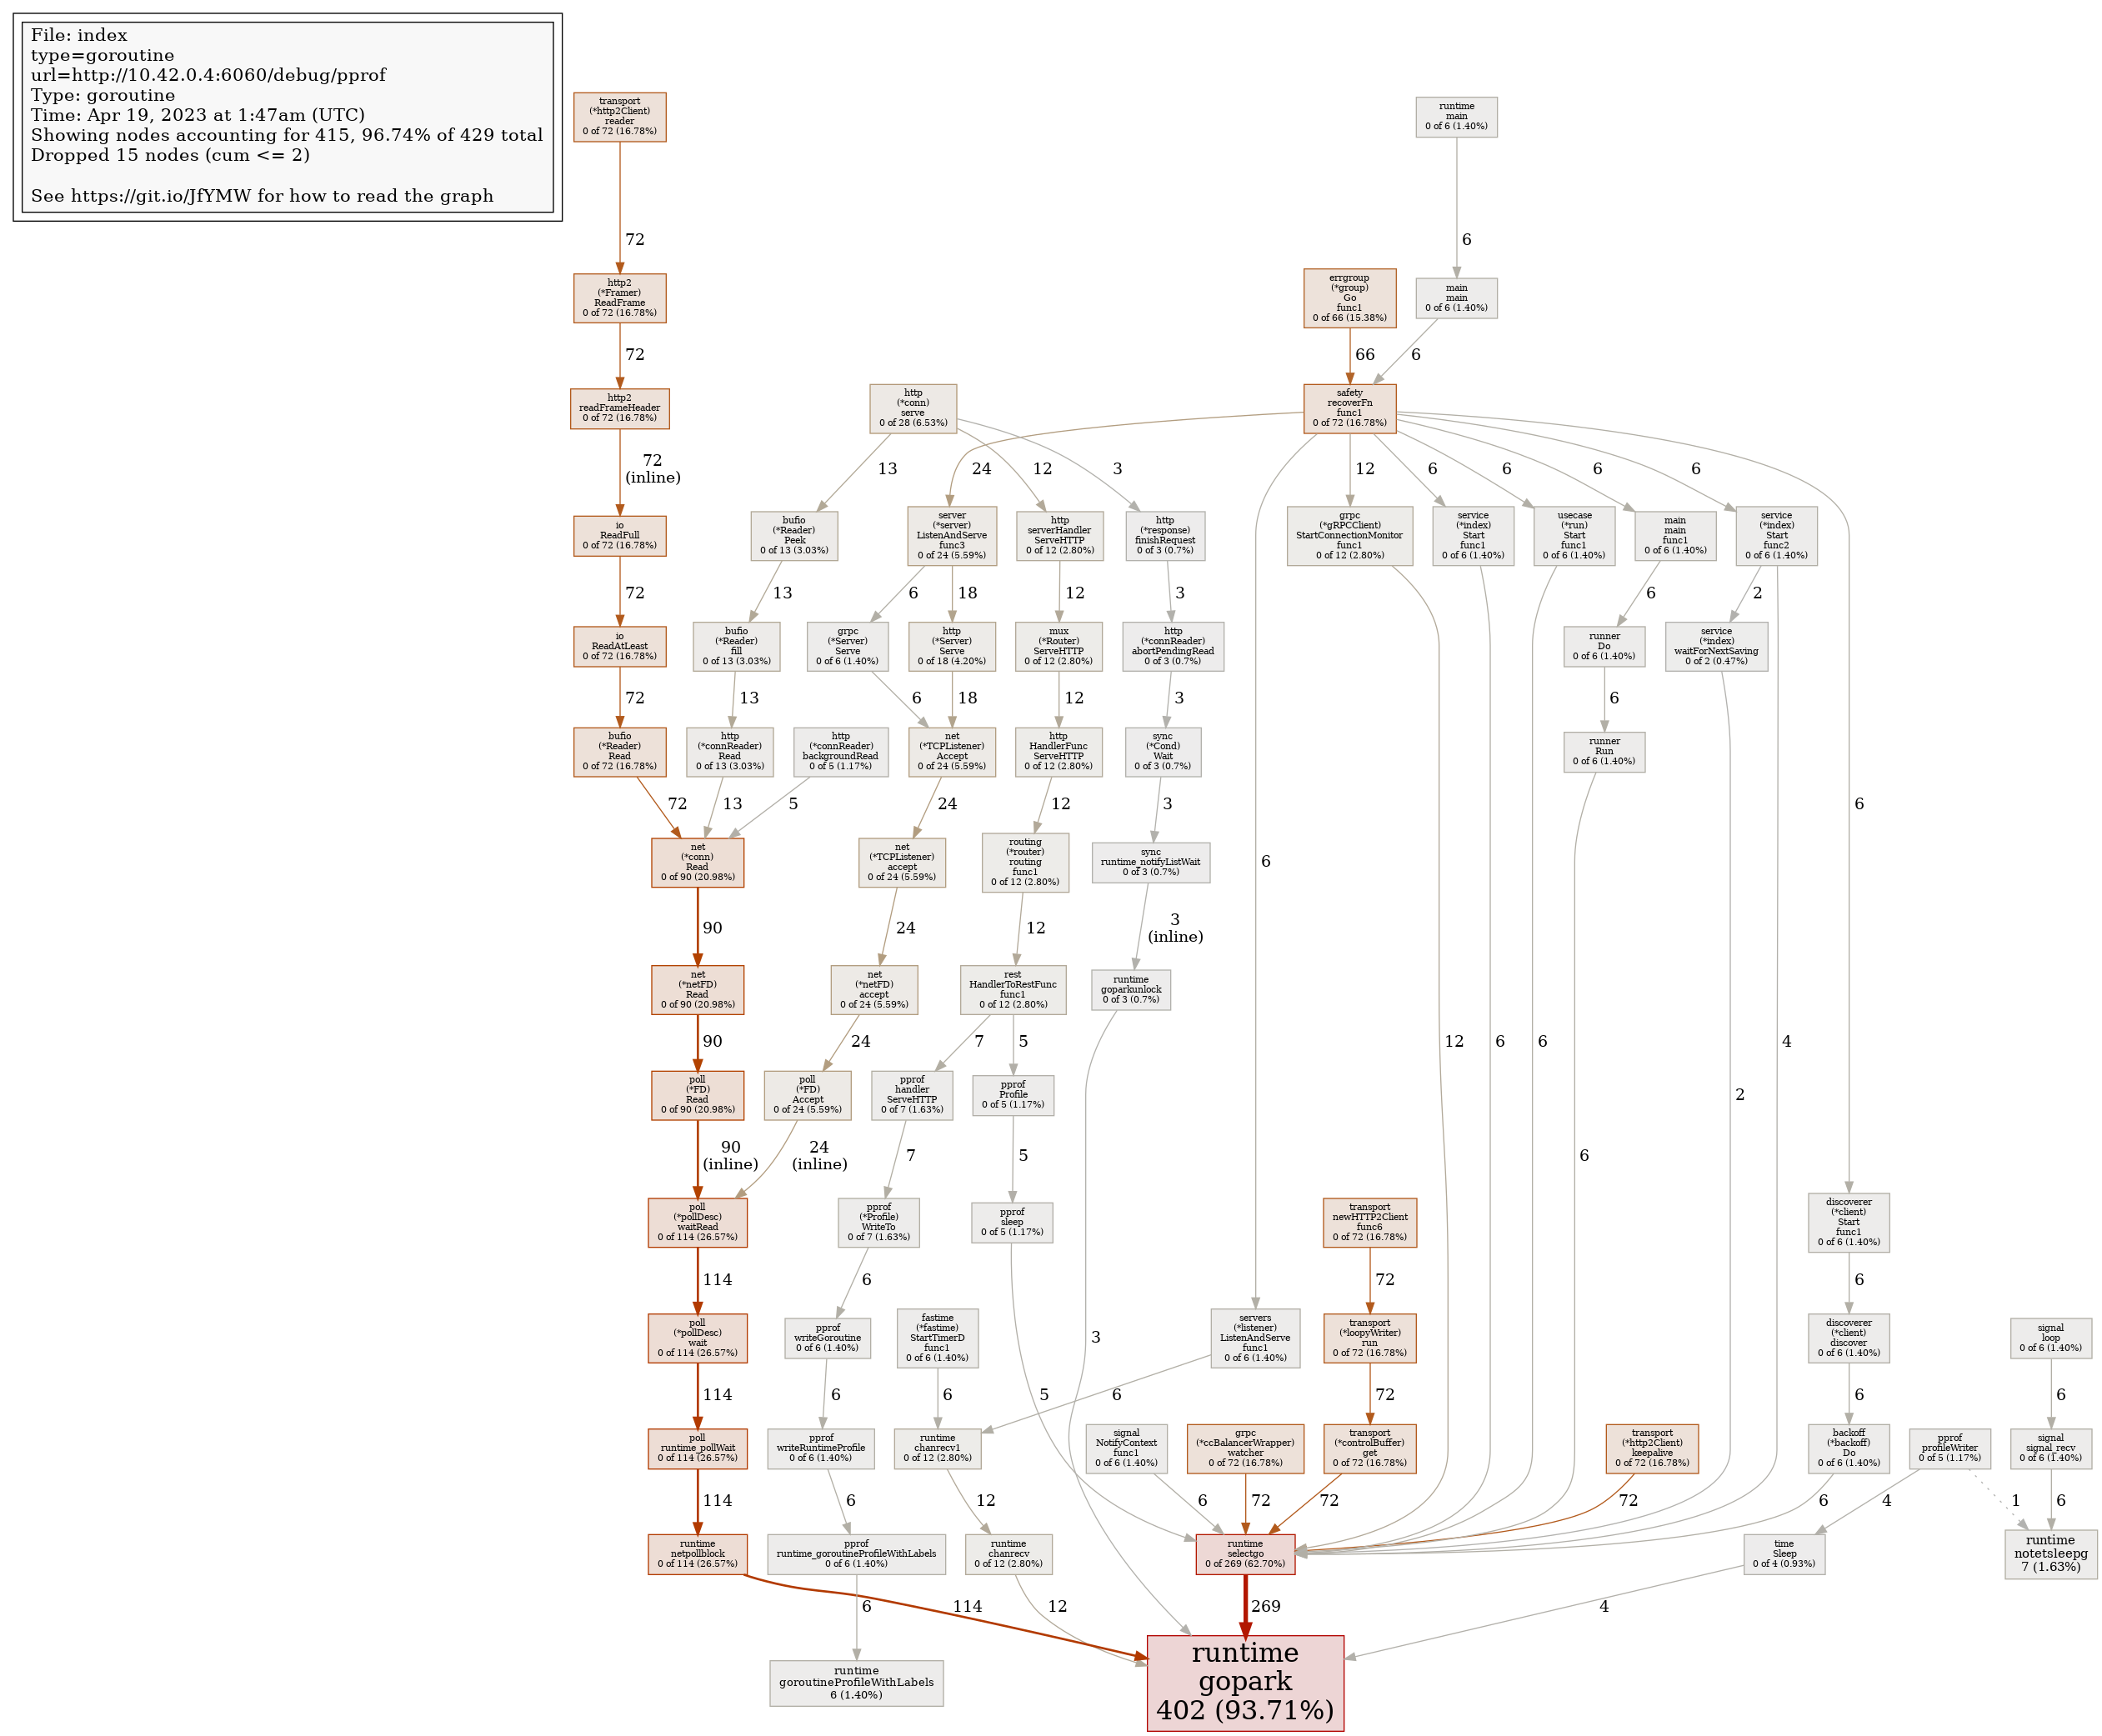 File: index
type=goroutine
url=http://10.42.0.4:6060/debug/pprof
Type: goroutine
Time: Apr 19, 2023 at 1:47am (UTC)
Showing nodes accounting for 415, 96.74% of 429 total
Dropped 15 nodes (cum <= 2)
See https://git.io/JfYMW for how to read the graph
transport
(*http2Client)
reader
0 of 72 (16.78%)
runtime
main
0 of 6 (1.40%)
72
6
http2
(*Framer)
ReadFrame
0 of 72 (16.78%)
errgroup
(*group)
Go
func1
0 of 66 (15.38%)
main
main
0 of 6 (1.40%)
72
66
6
http2
readFrameHeader
0 of 72 (16.78%)
http
(*conn)
serve
0 of 28 (6.53%)
safety
recoverFn
func1
0 of 72 (16.78%)
72
(inline)
13
24
12
3
12
6
6
6
6
io
ReadFull
0 of 72 (16.78%)
bufio
(*Reader)
Peek
0 of 13 (3.03%)
server
(*server)
ListenAndServe
func3
0 of 24 (5.59%)
http
serverHandler
ServeHTTP
0 of 12 (2.80%)
http
(*response)
finishRequest
0 of 3 (0.7%)
grpc
(*gRPCClient)
StartConnectionMonitor
func1
0 of 12 (2.80%)
service
(*index)
Start
func1
0 of 6 (1.40%)
usecase
(*run)
Start
func1
0 of 6 (1.40%)
main
main
func1
0 of 6 (1.40%)
service
(*index)
Start
func2
0 of 6 (1.40%)
72
13
6
18
12
3
6
2
io
ReadAtLeast
0 of 72 (16.78%)
bufio
(*Reader)
fill
0 of 13 (3.03%)
grpc
(*Server)
Serve
0 of 6 (1.40%)
http
(*Server)
Serve
0 of 18 (4.20%)
mux
(*Router)
ServeHTTP
0 of 12 (2.80%)
http
(*connReader)
abortPendingRead
0 of 3 (0.7%)
runner
Do
0 of 6 (1.40%)
service
(*index)
waitForNextSaving
0 of 2 (0.47%)
72
13
6
18
12
3
6
bufio
(*Reader)
Read
0 of 72 (16.78%)
http
(*connReader)
Read
0 of 13 (3.03%)
http
(*connReader)
backgroundRead
0 of 5 (1.17%)
net
(*TCPListener)
Accept
0 of 24 (5.59%)
http
HandlerFunc
ServeHTTP
0 of 12 (2.80%)
sync
(*Cond)
Wait
0 of 3 (0.7%)
runner
Run
0 of 6 (1.40%)
72
13
5
24
12
3
6
net
(*conn)
Read
0 of 90 (20.98%)
net
(*TCPListener)
accept
0 of 24 (5.59%)
routing
(*router)
routing
func1
0 of 12 (2.80%)
sync
runtime_notifyListWait
0 of 3 (0.7%)
6
90
24
12
3
(inline)
net
(*netFD)
Read
0 of 90 (20.98%)
net
(*netFD)
accept
0 of 24 (5.59%)
rest
HandlerToRestFunc
func1
0 of 12 (2.80%)
runtime
goparkunlock
0 of 3 (0.7%)
90
24
7
5
12
6
6
4
poll
(*FD)
Read
0 of 90 (20.98%)
poll
(*FD)
Accept
0 of 24 (5.59%)
pprof
handler
ServeHTTP
0 of 7 (1.63%)
pprof
Profile
0 of 5 (1.17%)
2
90
(inline)
24
(inline)
7
5
6
poll
(*pollDesc)
waitRead
0 of 114 (26.57%)
pprof
(*Profile)
WriteTo
0 of 7 (1.63%)
pprof
sleep
0 of 5 (1.17%)
transport
newHTTP2Client
func6
0 of 72 (16.78%)
discoverer
(*client)
Start
func1
0 of 6 (1.40%)
114
6
72
6
poll
(*pollDesc)
wait
0 of 114 (26.57%)
pprof
writeGoroutine
0 of 6 (1.40%)
fastime
(*fastime)
StartTimerD
func1
0 of 6 (1.40%)
3
servers
(*listener)
ListenAndServe
func1
0 of 6 (1.40%)
transport
(*loopyWriter)
run
0 of 72 (16.78%)
discoverer
(*client)
discover
0 of 6 (1.40%)
signal
loop
0 of 6 (1.40%)
114
6
6
5
6
72
6
6
poll
runtime_pollWait
0 of 114 (26.57%)
pprof
writeRuntimeProfile
0 of 6 (1.40%)
runtime
chanrecv1
0 of 12 (2.80%)
signal
NotifyContext
func1
0 of 6 (1.40%)
grpc
(*ccBalancerWrapper)
watcher
0 of 72 (16.78%)
transport
(*controlBuffer)
get
0 of 72 (16.78%)
transport
(*http2Client)
keepalive
0 of 72 (16.78%)
backoff
(*backoff)
Do
0 of 6 (1.40%)
pprof
profileWriter
0 of 5 (1.17%)
signal
signal_recv
0 of 6 (1.40%)
114
6
12
6
72
72
72
6
4
1
6
runtime
netpollblock
0 of 114 (26.57%)
pprof
runtime_goroutineProfileWithLabels
0 of 6 (1.40%)
runtime
chanrecv
0 of 12 (2.80%)
runtime
selectgo
0 of 269 (62.70%)
time
Sleep
0 of 4 (0.93%)
runtime
notetsleepg
7 (1.63%)
6
114
12
269
4
runtime
goroutineProfileWithLabels
6 (1.40%)
runtime
gopark
402 (93.71%)